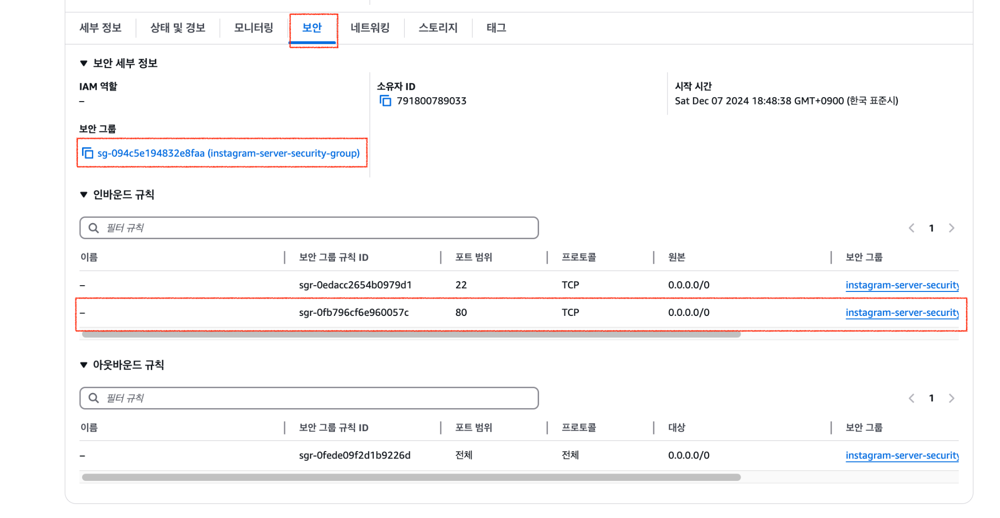 세부 정보 상태 및 경보 모니터링 보안 네트워킹 스토리지 태그
▼ 보안 세부 정보
IAM 역할
–
소유자 ID
791800789033
시작 시간
Sat Dec 07 2024 18:48:38 GMT+0900 (한국 표준시)
보안 그룹
sg-094c5e194832e8faa (instagram-server-security-group)
▼ 인바운드 규칙
필터 규칙
1
이름 보안 그룹 규칙 ID 포트 범위 프로토콜 원본 보안 그룹
– sgr-0edacc2654b0979d1 22 TCP 0.0.0.0/0 instagram-server-security
– sgr-0fb796cf6e960057c 80 TCP 0.0.0.0/0 instagram-server-security
▼ 아웃바운드 규칙
필터 규칙
1
이름 보안 그룹 규칙 ID 포트 범위 프로토콜 대상 보안 그룹
– sgr-0fede09f2d1b9226d 전체 전체 0.0.0.0/0 instagram-server-security